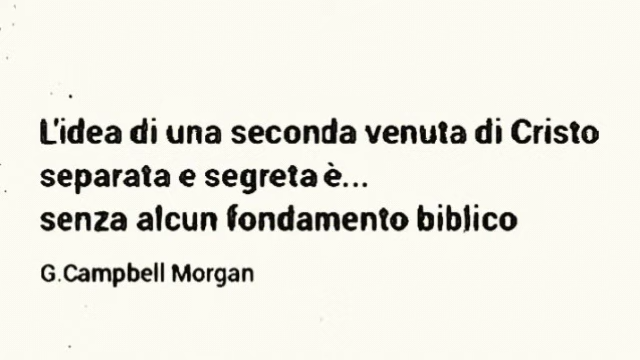 L'idea di una seconda venuta di Cristo
separata e segreta è...
senza alcun fondamento biblico
G.Campbell Morgan